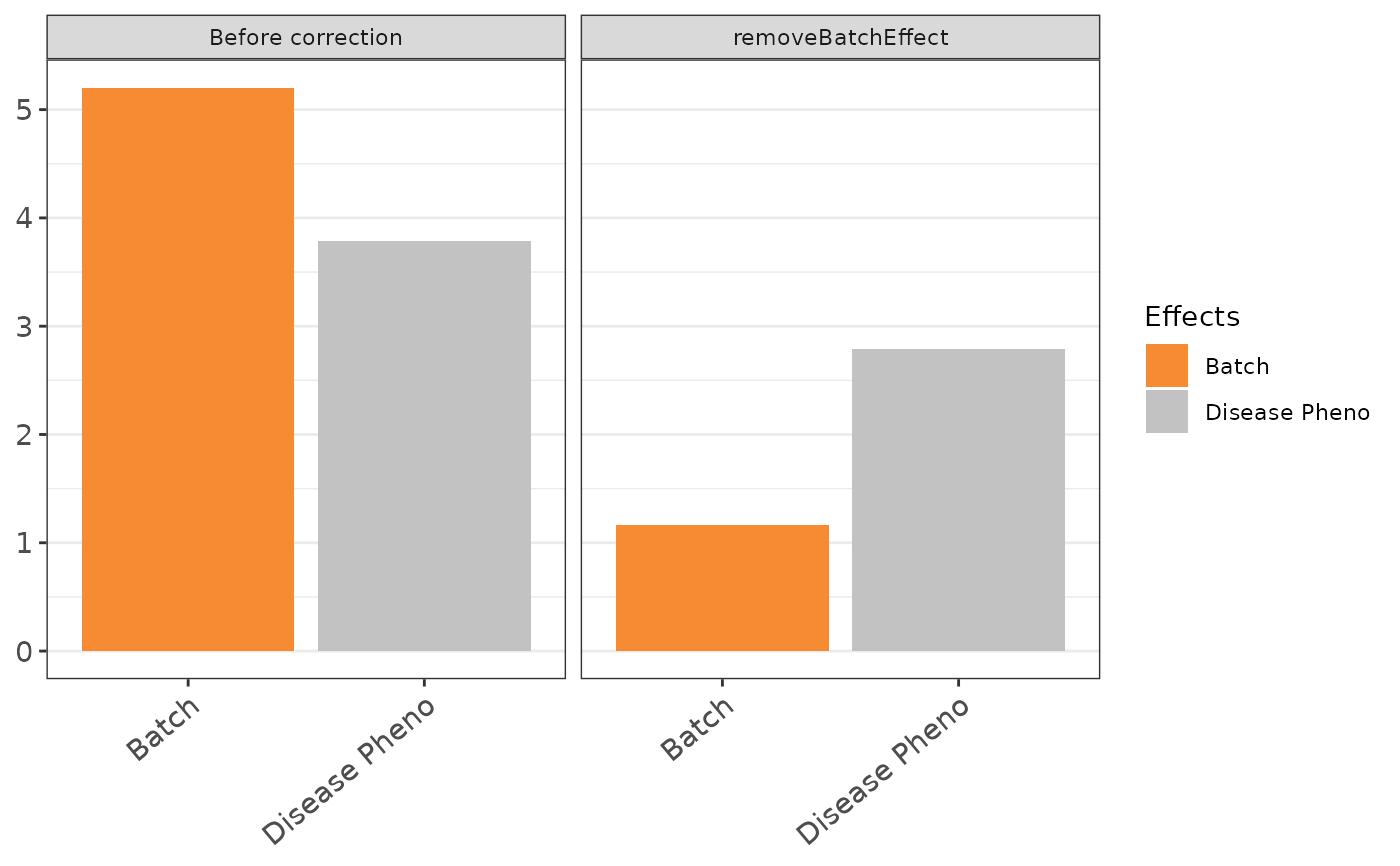 Before correction
removeBatchEffect
5
4
3
2
1
0
Batch
Disease Pheno
Batch
Disease Pheno
Effects
Batch
Disease Pheno